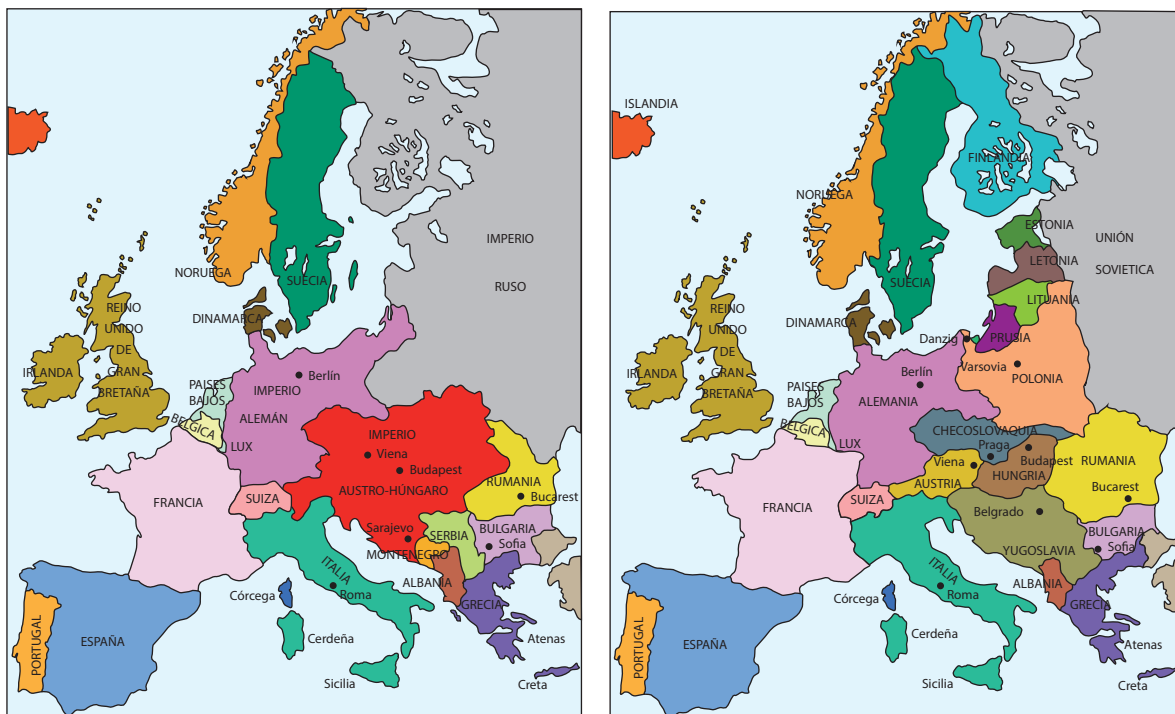 NORUEGA
SUECIA
IMPERIO
RUSO
DINAMARCA
REINO
UNIDO
DE
GRAN
BRETAÑA
IRLANDA
PAISES
BAJOS
BELGICA
LUX
Berlín
IMPERIO
ALEMÁN
IMPERIO
Viena
Budapest
AUSTRO-HÚNGARO
FRANCIA
SUIZA
RUMANIA
Bucarest
Sarajevo
SERBIA
BULGARIA
Sofia
MONTENEGRO
ALBANIA
ITALIA
Roma
GRECIA
Córcega
Cerdeña
Atenas
PORTUGAL
ESPAÑA
Sicilia
Creta
ISLANDIA
FINLANDIA
NORUEGA
SUECIA
ESTONIA
UNIÓN
SOVIETICA
LETONIA
LITUANIA
DINAMARCA
REINO
UNIDO
DE
GRAN
BRETAÑA
IRLANDA
Danzig
PRUSIA
Varsovia
POLONIA
PAISES
BAJOS
BELGICA
LUX
Berlín
ALEMANIA
CHECOSLOVAQUIA
Praga
Viena
Budapest
AUSTRIA
HUNGRIA
RUMANIA
Bucarest
FRANCIA
SUIZA
Belgrado
YUGOSLAVIA
BULGARIA
Sofia
ITALIA
Roma
ALBANIA
GRECIA
Córcega
Cerdeña
Atenas
PORTUGAL
ESPAÑA
Sicilia
Creta